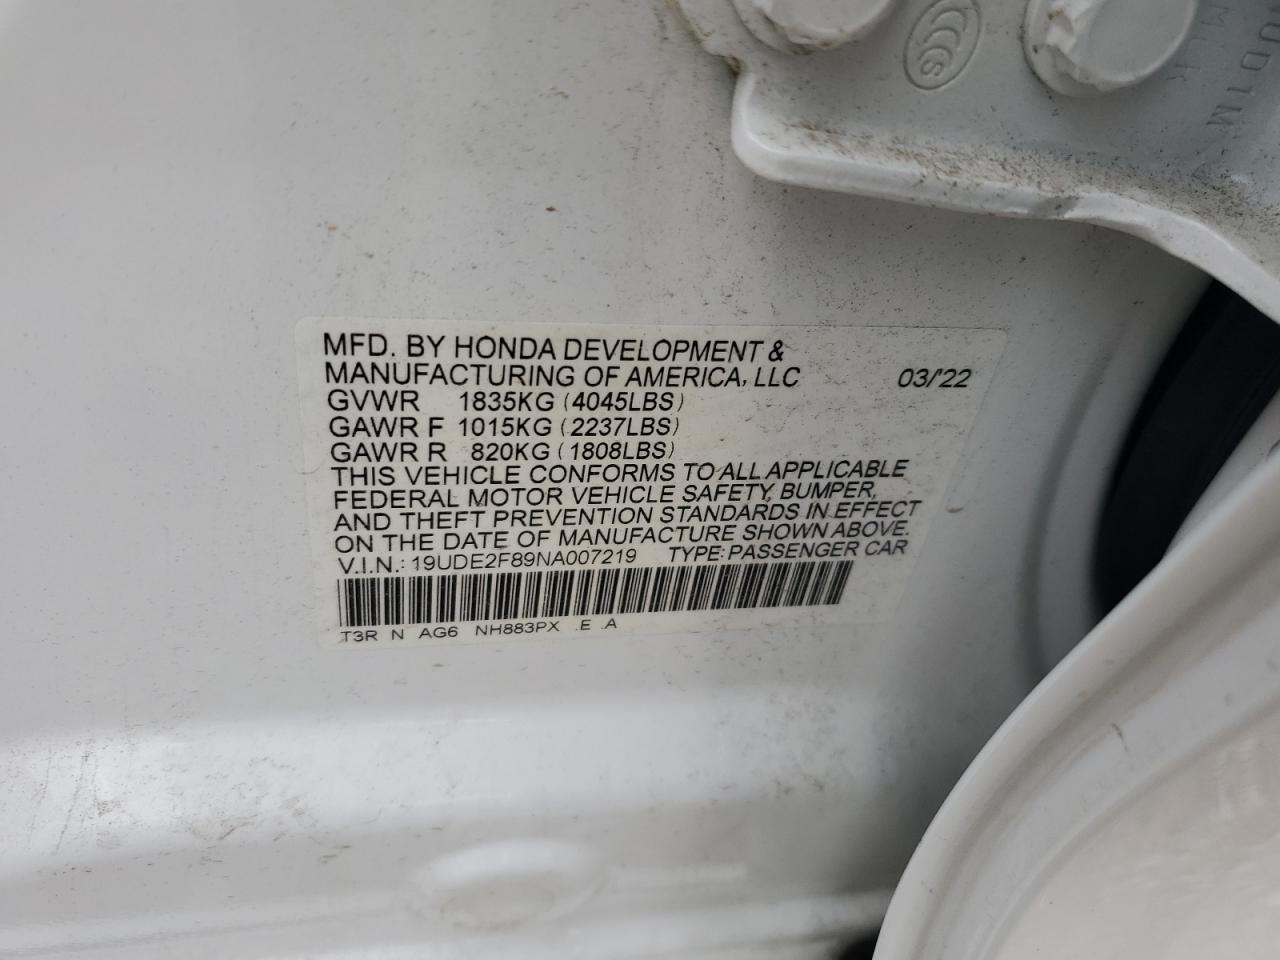 MFD. BY HONDA DEVELOPMENT &
MANUFACTURING OF AMERICA, LLC 03/'22
GVWR 1835KG (4045LBS)
GAWR F 1015KG (2237LBS)
GAWR R 820KG (1808LBS)
THIS VEHICLE CONFORMS TO ALL APPLICABLE
FEDERAL MOTOR VEHICLE SAFETY, BUMPER,
AND THEFT PREVENTION STANDARDS IN EFFECT
ON THE DATE OF MANUFACTURE SHOWN ABOVE.
V.I.N.: 19UDE2F89NA007219 TYPE: PASSENGER CAR
T3R N AG6 NH883PX .E .A